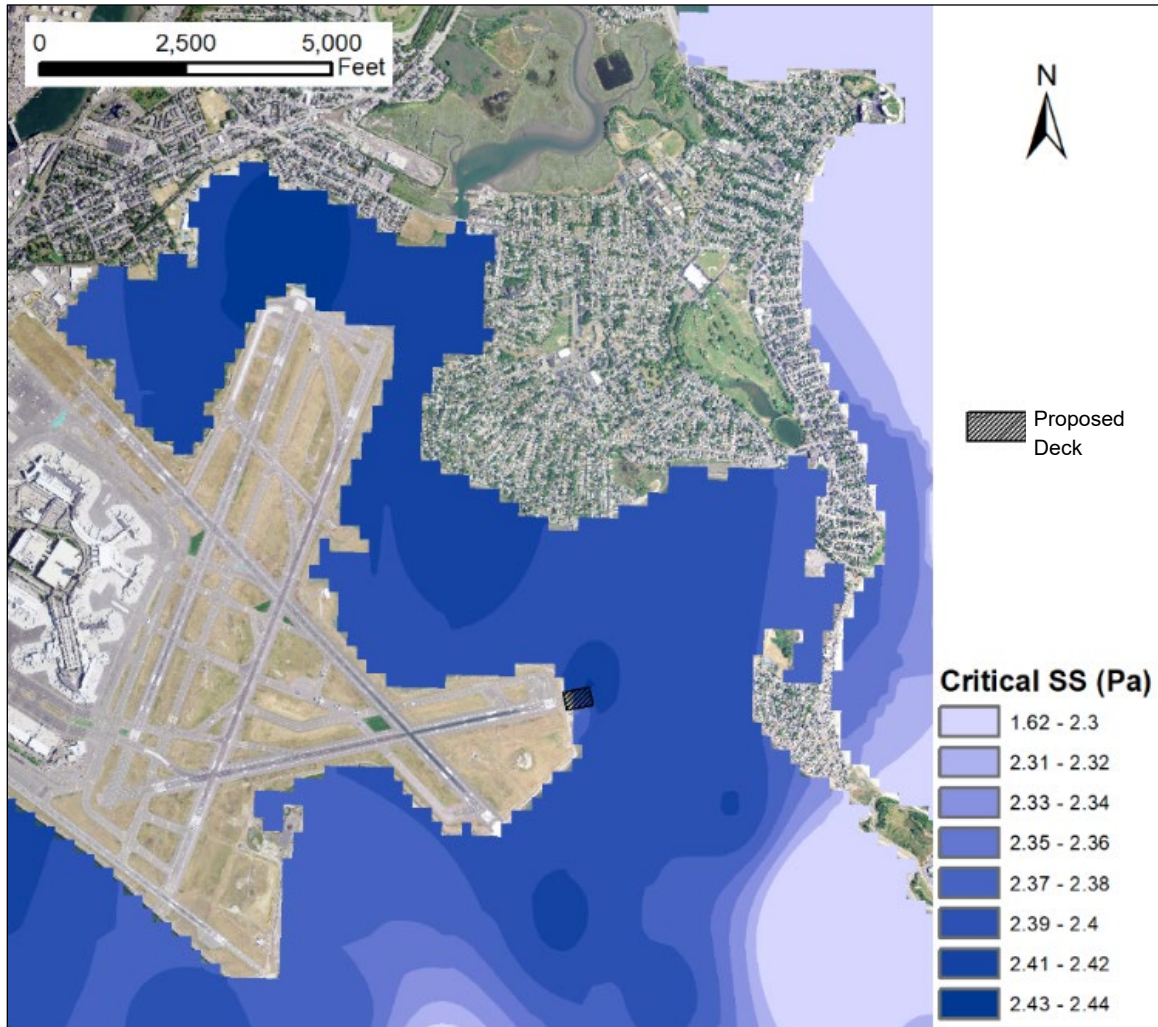 0 2,500 5,000
Feet
N
Proposed
Deck
Critical SS (Pa)
1.62 - 2.3
2.31 - 2.32
2.33 - 2.34
2.35 - 2.36
2.37 - 2.38
2.39 - 2.4
2.41 - 2.42
2.43 - 2.44